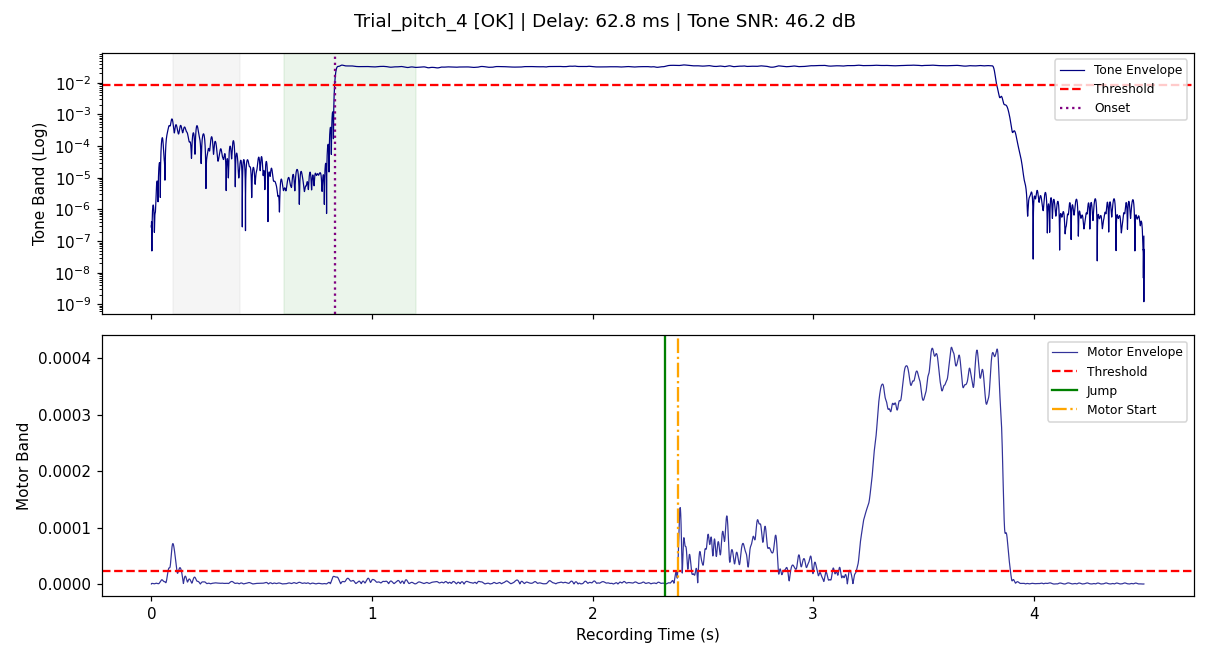 Trial_pitch_4 [OK] | Delay: 62.8 ms | Tone SNR: 46.2 dB
Tone Band (Log)
10⁻²
10⁻³
10⁻⁴
10⁻⁵
10⁻⁶
10⁻⁷
10⁻⁸
10⁻⁹
Tone Envelope
Threshold
Onset
Motor Band
0.0004
0.0003
0.0002
0.0001
0.0000
Motor Envelope
Threshold
Jump
Motor Start
0 1 2 3 4
Recording Time (s)